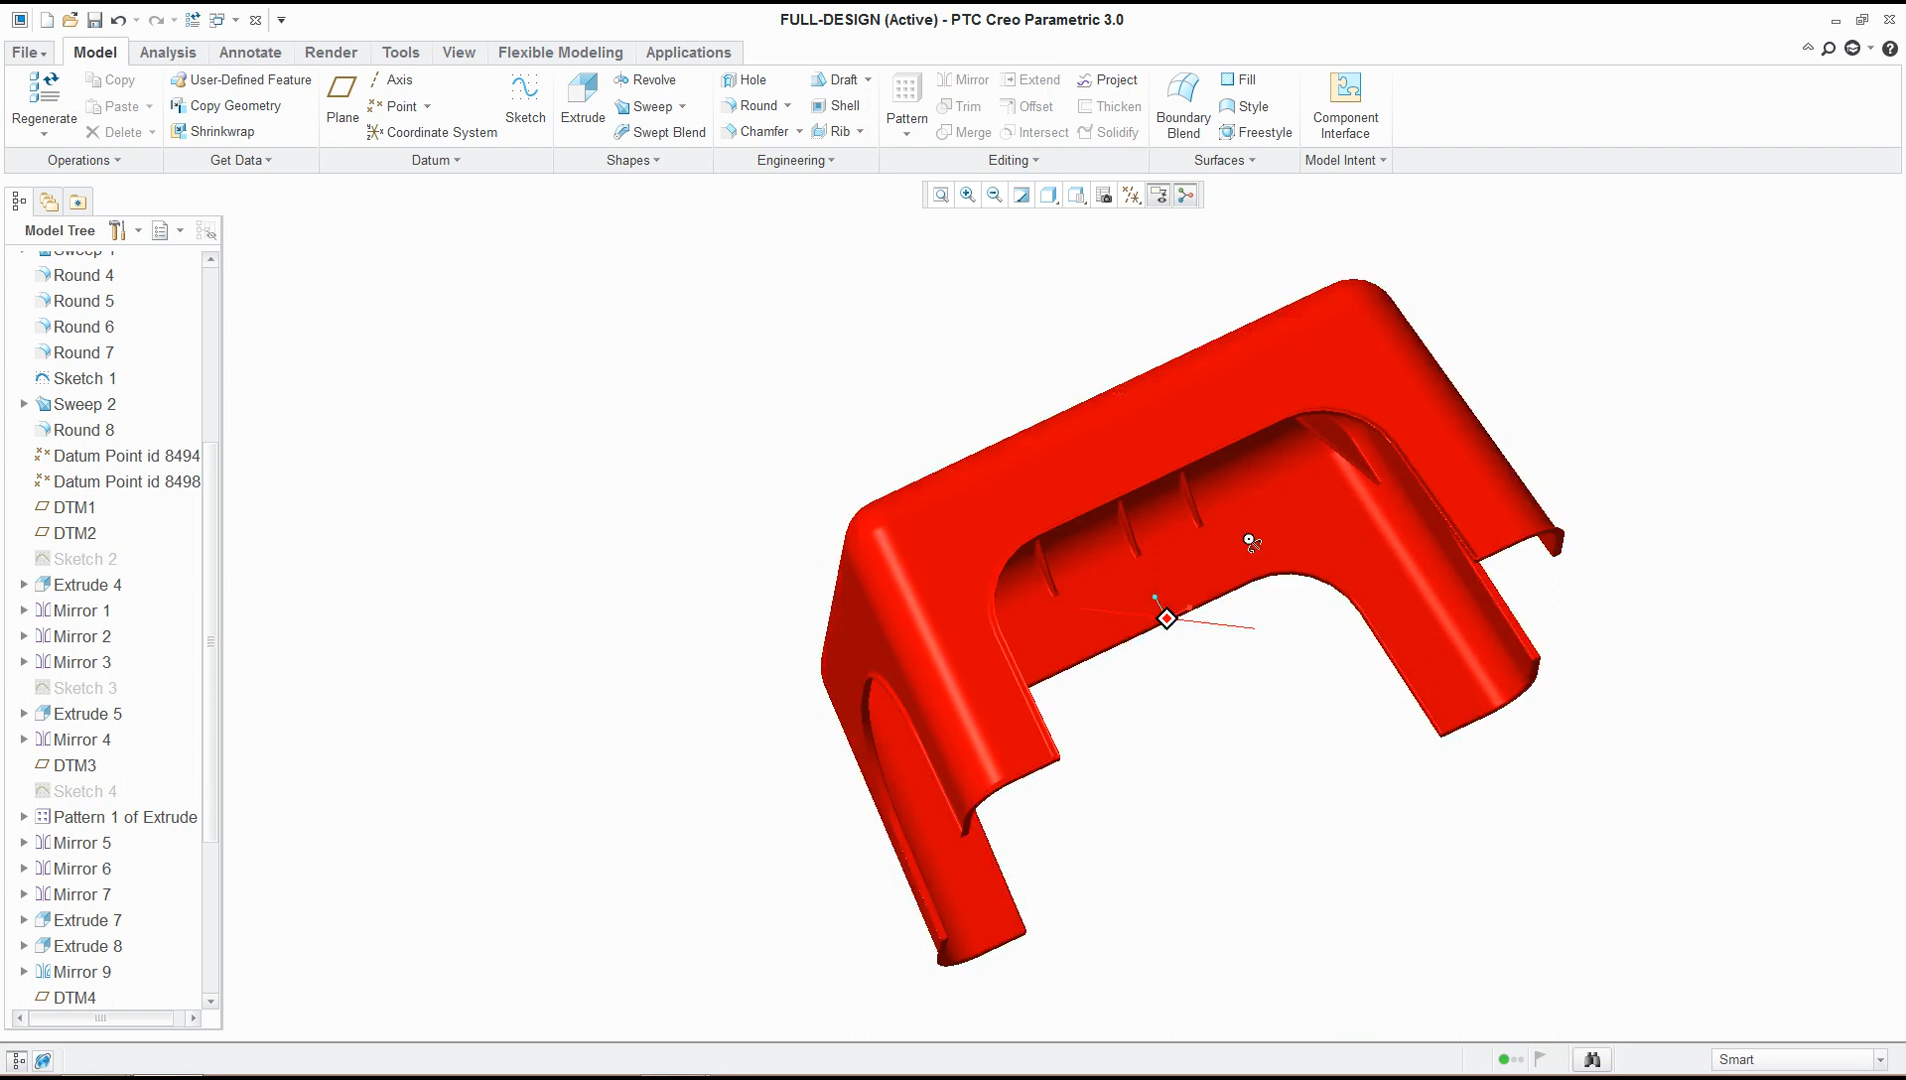 FULL-DESIGN (Active) - PTC Creo Parametric 3.0
File Model Analysis Annotate Render Tools View Flexible Modeling Applications
Regenerate
Copy
Paste
Delete
User-Defined Feature
Copy Geometry
Shrinkwrap
Plane
Axis
Point
Coordinate System
Sketch
Extrude
Revolve
Sweep
Swept Blend
Hole
Round
Chamfer
Draft
Shell
Rib
Pattern
Mirror
Trim
Merge
Extend
Offset
Intersect
Project
Thicken
Solidify
Boundary
Blend
Fill
Style
Freestyle
Component
Interface
Operations Get Data Datum Shapes Engineering Editing Surfaces Model Intent
Model Tree
Sweep 1
Round 4
Round 5
Round 6
Round 7
Sketch 1
Sweep 2
Round 8
Datum Point id 8494
Datum Point id 8498
DTM1
DTM2
Sketch 2
Extrude 4
Mirror 1
Mirror 2
Mirror 3
Sketch 3
Extrude 5
Mirror 4
DTM3
Sketch 4
Pattern 1 of Extrude
Mirror 5
Mirror 6
Mirror 7
Extrude 7
Extrude 8
Mirror 9
DTM4
Smart